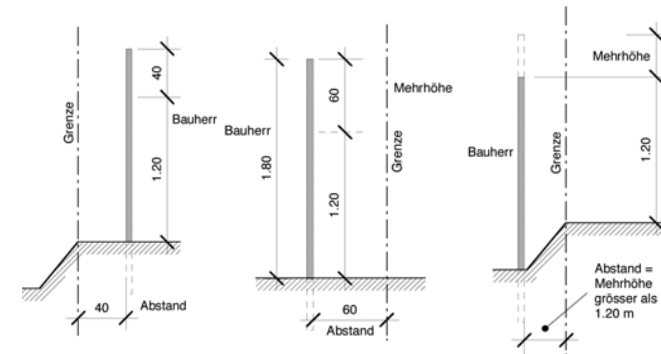 40
Grenze
Bauherr
1.20
40
Abstand
60
Mehrhöhe
Bauherr
1.80
1.20
Grenze
60
Abstand
Mehrhöhe
Bauherr
Grenze
1.20
Abstand =
Mehrhöhe
grösser als
1.20 m